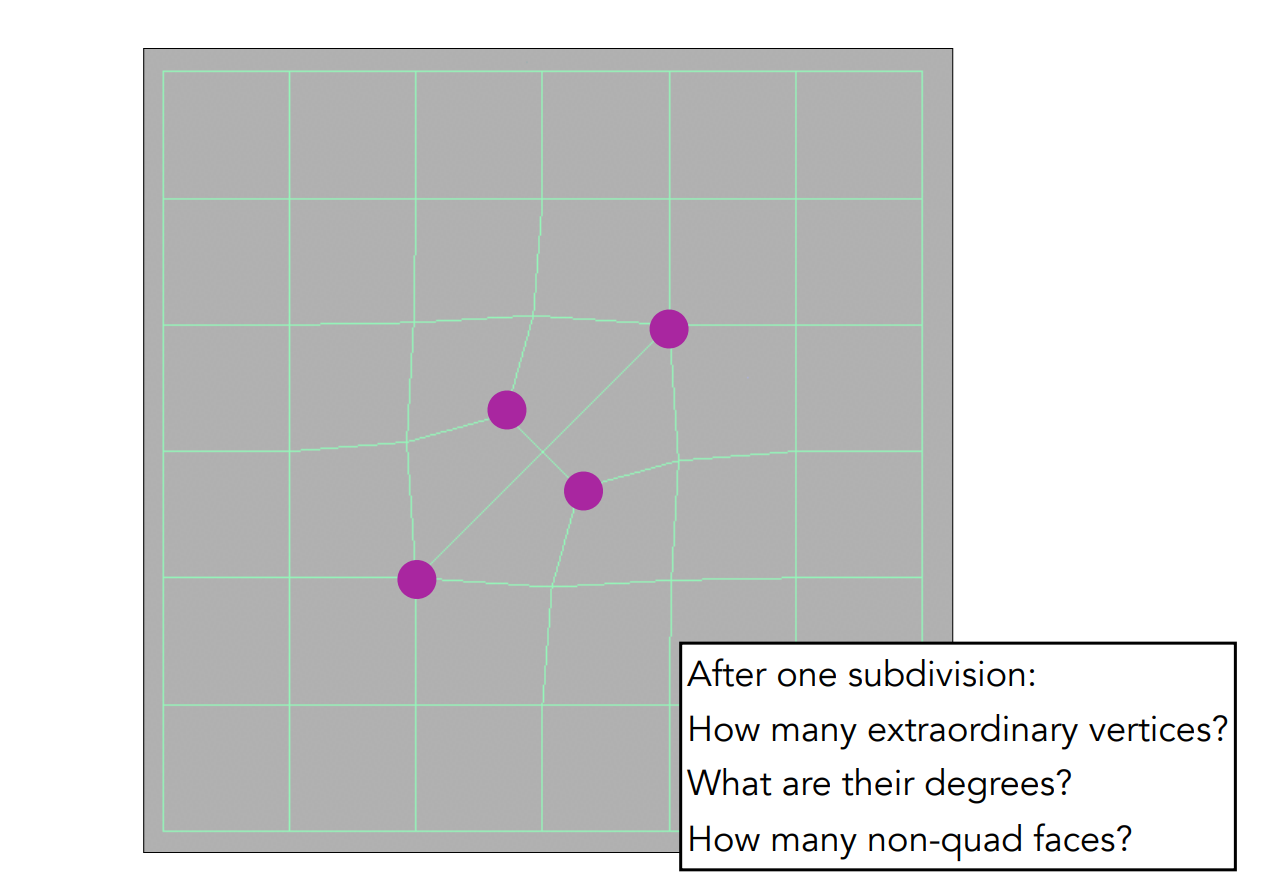 After one subdivision:
How many extraordinary vertices?
What are their degrees?
How many non-quad faces?